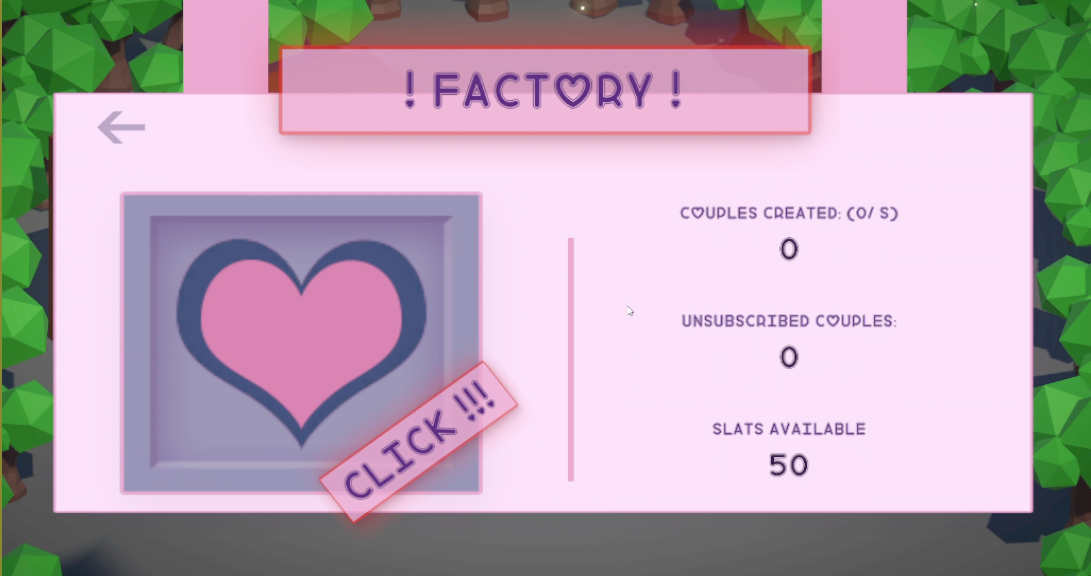 ! FACTORY !
COUPLES CREATED: (0/ S)
0
UNSUBSCRIBED COUPLES:
0
SLATS AVAILABLE
50
CLICK !!!